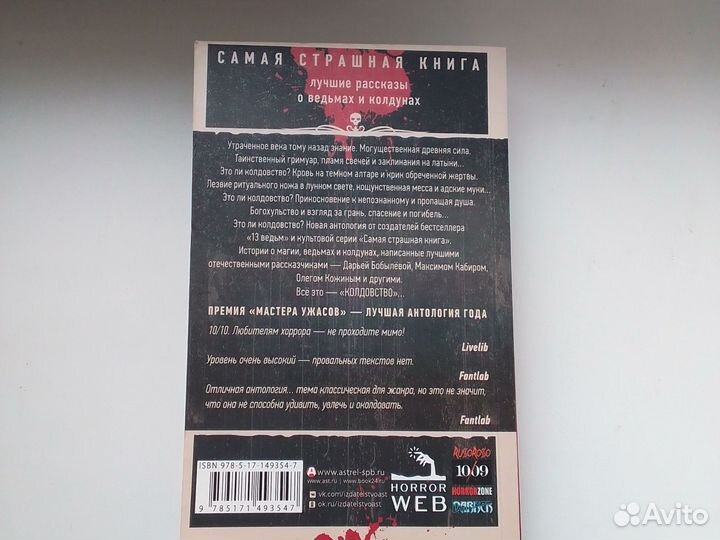 САМАЯ СТРАШНАЯ КНИГА
лучшие рассказы
о ведьмах и колдунах
Утраченное века тому назад знание. Могущественная древняя сила.
Таинственный гримуар, пламя свечей и заклинания на латыни...
Это ли колдовство? Кровь на темном алтаре и крик обреченной жертвы.
Лезвие ритуального ножа в лунном свете, кощунственная месса и адские муки...
Это ли колдовство? Прикосновение к непознанному и пропащая душа.
Богохульство и взгляд за грань, спасение и погибель...
Это ли колдовство? Новая антология от создателей бестселлера
«13 ведьм» и культовой серии «Самая страшная книга».
Истории о магии, ведьмах и колдунах, написанные лучшими
отечественными рассказчиками — Дарьей Бобылёвой, Максимом Кабиром,
Олегом Кожиным и другими.
Всё это — «КОЛДОВСТВО»...
ПРЕМИЯ «МАСТЕРА УЖАСОВ» — ЛУЧШАЯ АНТОЛОГИЯ ГОДА
10/10. Любителям хоррора — не проходите мимо!
Livelib
Уровень очень высокий — провальных текстов нет.
Fantlab
Отличная антология... тема классическая для жанра, но это не значит,
что она не способна удивить, увлечь и околдовать.
Fantlab
ISBN 978-5-17-149354-7
9 785171 493547
www.astrel-spb.ru
www.ast.ru | www.book24.ru
vk.com/izdatelstvoast
ok.ru/izdatelstvoast
HORROR
WEB
RUSSOROSSO
1009
HORRORZONE
DARKER
Avito